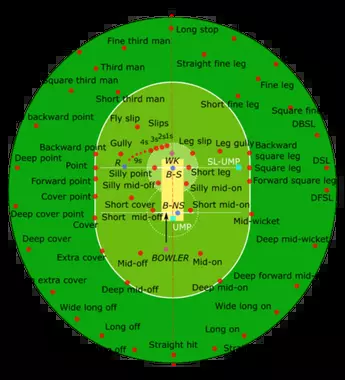 Long stop
Fine third man
Straight fine leg
Third man
Square third man
Fine leg
Short third man
Short fine leg
Square fine
Fly slip
Slips
backward point
DBSL
4s 3s 2s 1s
Gully
Leg slip
Leg gully
Backward
square leg
Backward point
R
9s
WK
SL-UMP
Deep point
Point
DSL
Square leg
Silly point
B-S
Short leg
Forward point
Forward square leg
Silly mid-off
Silly mid-on
Cover point
DFSL
Short cover
B-NS
Short mid-on
Deep cover point
Short mid-off
Mid-wicket
Cover
UMP
Deep cover
Deep mid-wicket
Extra cover
BOWLER
Mid-off
Mid-on
extra cover
Deep forward mid-
Deep mid-off
Deep mid-on
Wide long off
Wide long on
Long off
Long on
Straight hit